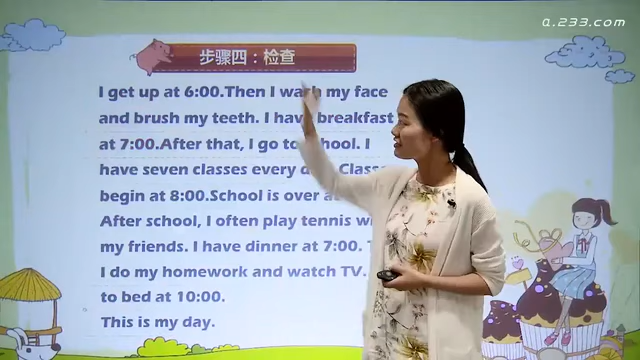 a.233.com
步骤四：检查
I get up at 6:00.Then I wash my face
and brush my teeth. I have breakfast
at 7:00.After that, I go to school. I
have seven classes every
begin at 8:00.School is over
After school, I often play tennis
my friends. I have dinner at 7:00.
I do my homework and watch TV.
to bed at 10:00.
This is my day.